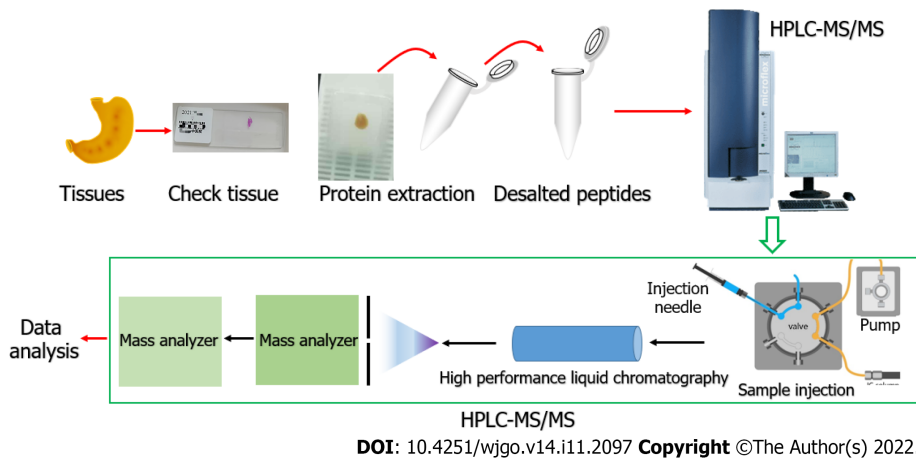 HPLC-MS/MS
microflex
2021
Tissues
Check tissue
Protein extraction
Desalted peptides
Injection
needle
valve
Pump
Data
analysis
Mass analyzer
Mass analyzer
High performance liquid chromatography
Sample injection
HPLC-MS/MS
DOI: 10.4251/wjgo.v14.i11.2097 Copyright ©The Author(s) 2022